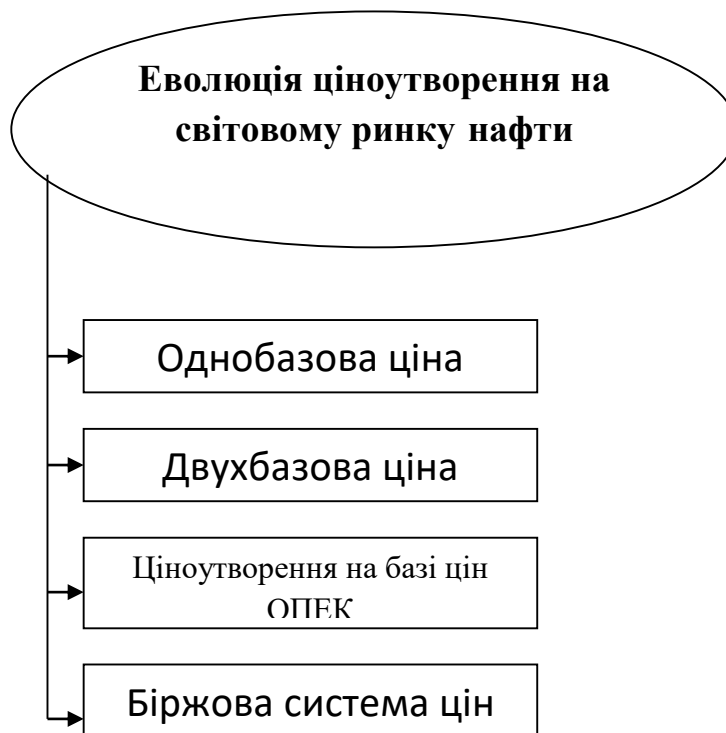 Еволюція ціноутворення на
світовому ринку нафти
Однобазова ціна
Двухбазова ціна
Ціноутворення на базі цін
ОПЕК
Біржова система цін